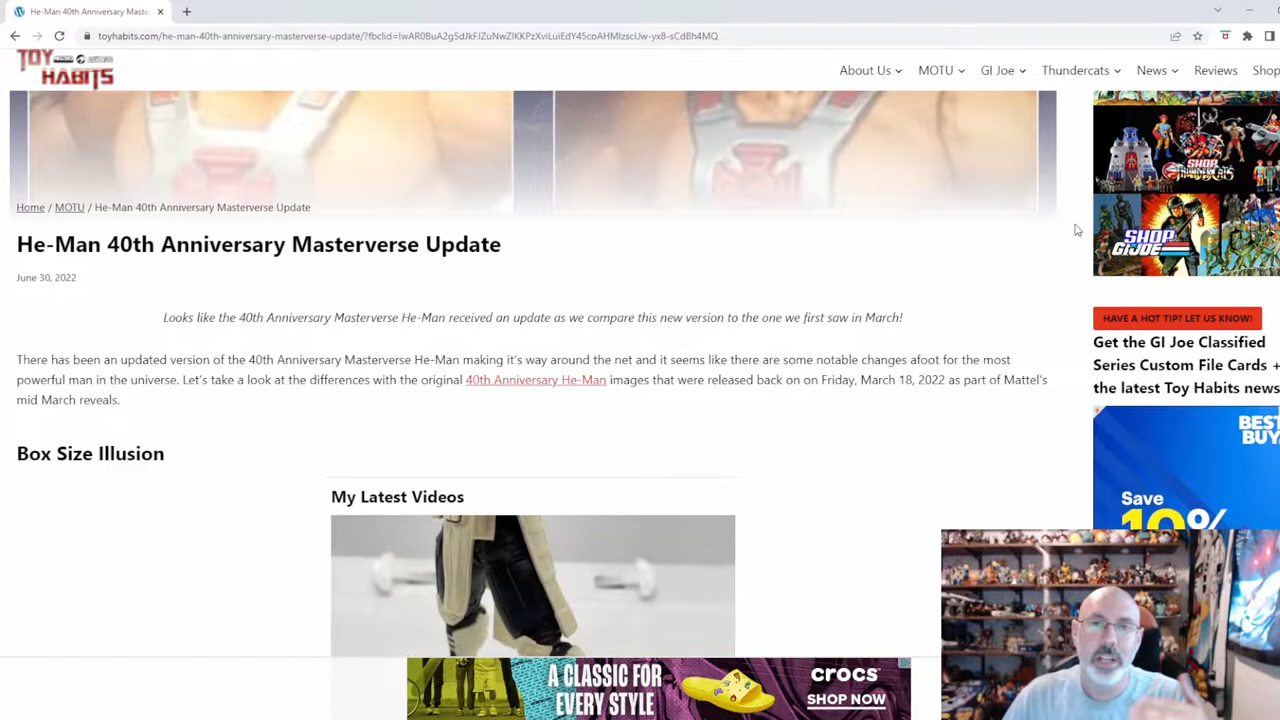 He-Man 40th Anniversary Maste
toyhabits.com/he-man-40th-anniversary-masterverse-update/?fbclid=IwAR0BuA2g5dJkFJZuNwZlKKPzXviLuiEdY45coAHMIzscUw-yx8-sCdBh4MQ
TOY HABITS
About Us MOTU GI Joe Thundercats News Reviews Shop
SHOP THUNDERCATS
Home / MOTU / He-Man 40th Anniversary Masterverse Update
SHOP GI JOE
He-Man 40th Anniversary Masterverse Update
June 30, 2022
Looks like the 40th Anniversary Masterverse He-Man received an update as we compare this new version to the one we first saw in March!
HAVE A HOT TIP? LET US KNOW!
Get the GI Joe Classified
Series Custom File Cards +
the latest Toy Habits news
There has been an updated version of the 40th Anniversary Masterverse He-Man making it's way around the net and it seems like there are some notable changes afoot for the most
powerful man in the universe. Let's take a look at the differences with the original 40th Anniversary He-Man images that were released back on on Friday, March 18, 2022 as part of Mattel's
mid March reveals.
BEST
BUY
Box Size Illusion
My Latest Videos
Save
10%
A CLASSIC FOR
EVERY STYLE
crocs
SHOP NOW